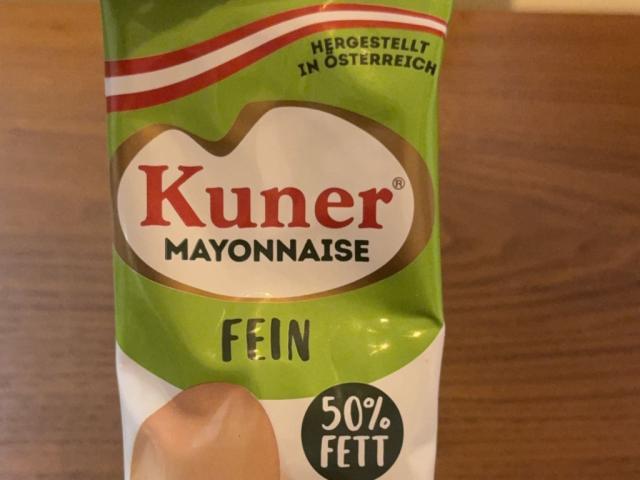 HERGESTELLT
IN ÖSTERREICH
Kuner®
MAYONNAISE
FEIN
50%
FETT